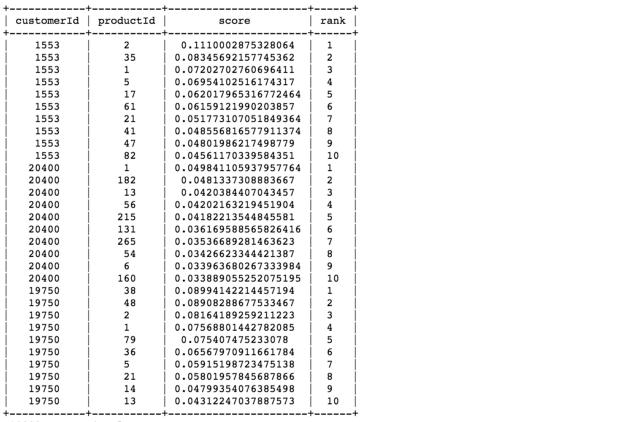 +------------+-----------+----------------------+------+
| customerId | productId |        score         | rank |
+------------+-----------+----------------------+------+
|    1553    |     2     |  0.1110002875328064  |  1   |
|    1553    |     35    | 0.08345692157745362  |  2   |
|    1553    |     1     | 0.07202702760696411  |  3   |
|    1553    |     5     | 0.06954102516174317  |  4   |
|    1553    |     17    | 0.062017965316772464 |  5   |
|    1553    |     61    | 0.06159121990203857  |  6   |
|    1553    |     21    | 0.051773107051849364 |  7   |
|    1553    |     41    | 0.048556816577911374 |  8   |
|    1553    |     47    | 0.04801986217498779  |  9   |
|    1553    |     82    | 0.04561170339584351  |  10  |
|   20400    |     1     | 0.049841105937957764 |  1   |
|   20400    |    182    |  0.0481337308883667  |  2   |
|   20400    |     13    |  0.0420384407043457  |  3   |
|   20400    |     56    | 0.04202163219451904  |  4   |
|   20400    |    215    | 0.04182213544845581  |  5   |
|   20400    |    131    | 0.036169588565826416 |  6   |
|   20400    |    265    | 0.03536689281463623  |  7   |
|   20400    |     54    | 0.03426623344421387  |  8   |
|   20400    |     6     | 0.033963680267333984 |  9   |
|   20400    |    160    | 0.033889055252075195 |  10  |
|   19750    |     38    | 0.08994142214457194  |  1   |
|   19750    |     48    | 0.08908288677533467  |  2   |
|   19750    |     2     | 0.08164189259211223  |  3   |
|   19750    |     1     | 0.07568801442782085  |  4   |
|   19750    |     79    |  0.075407475233078   |  5   |
|   19750    |     36    | 0.06567970911661784  |  6   |
|   19750    |     5     | 0.05915198723475138  |  7   |
|   19750    |     21    | 0.05801957845687866  |  8   |
|   19750    |     14    | 0.04799354076385498  |  9   |
|   19750    |     13    | 0.04312247037887573  |  10  |
+------------+-----------+----------------------+------+